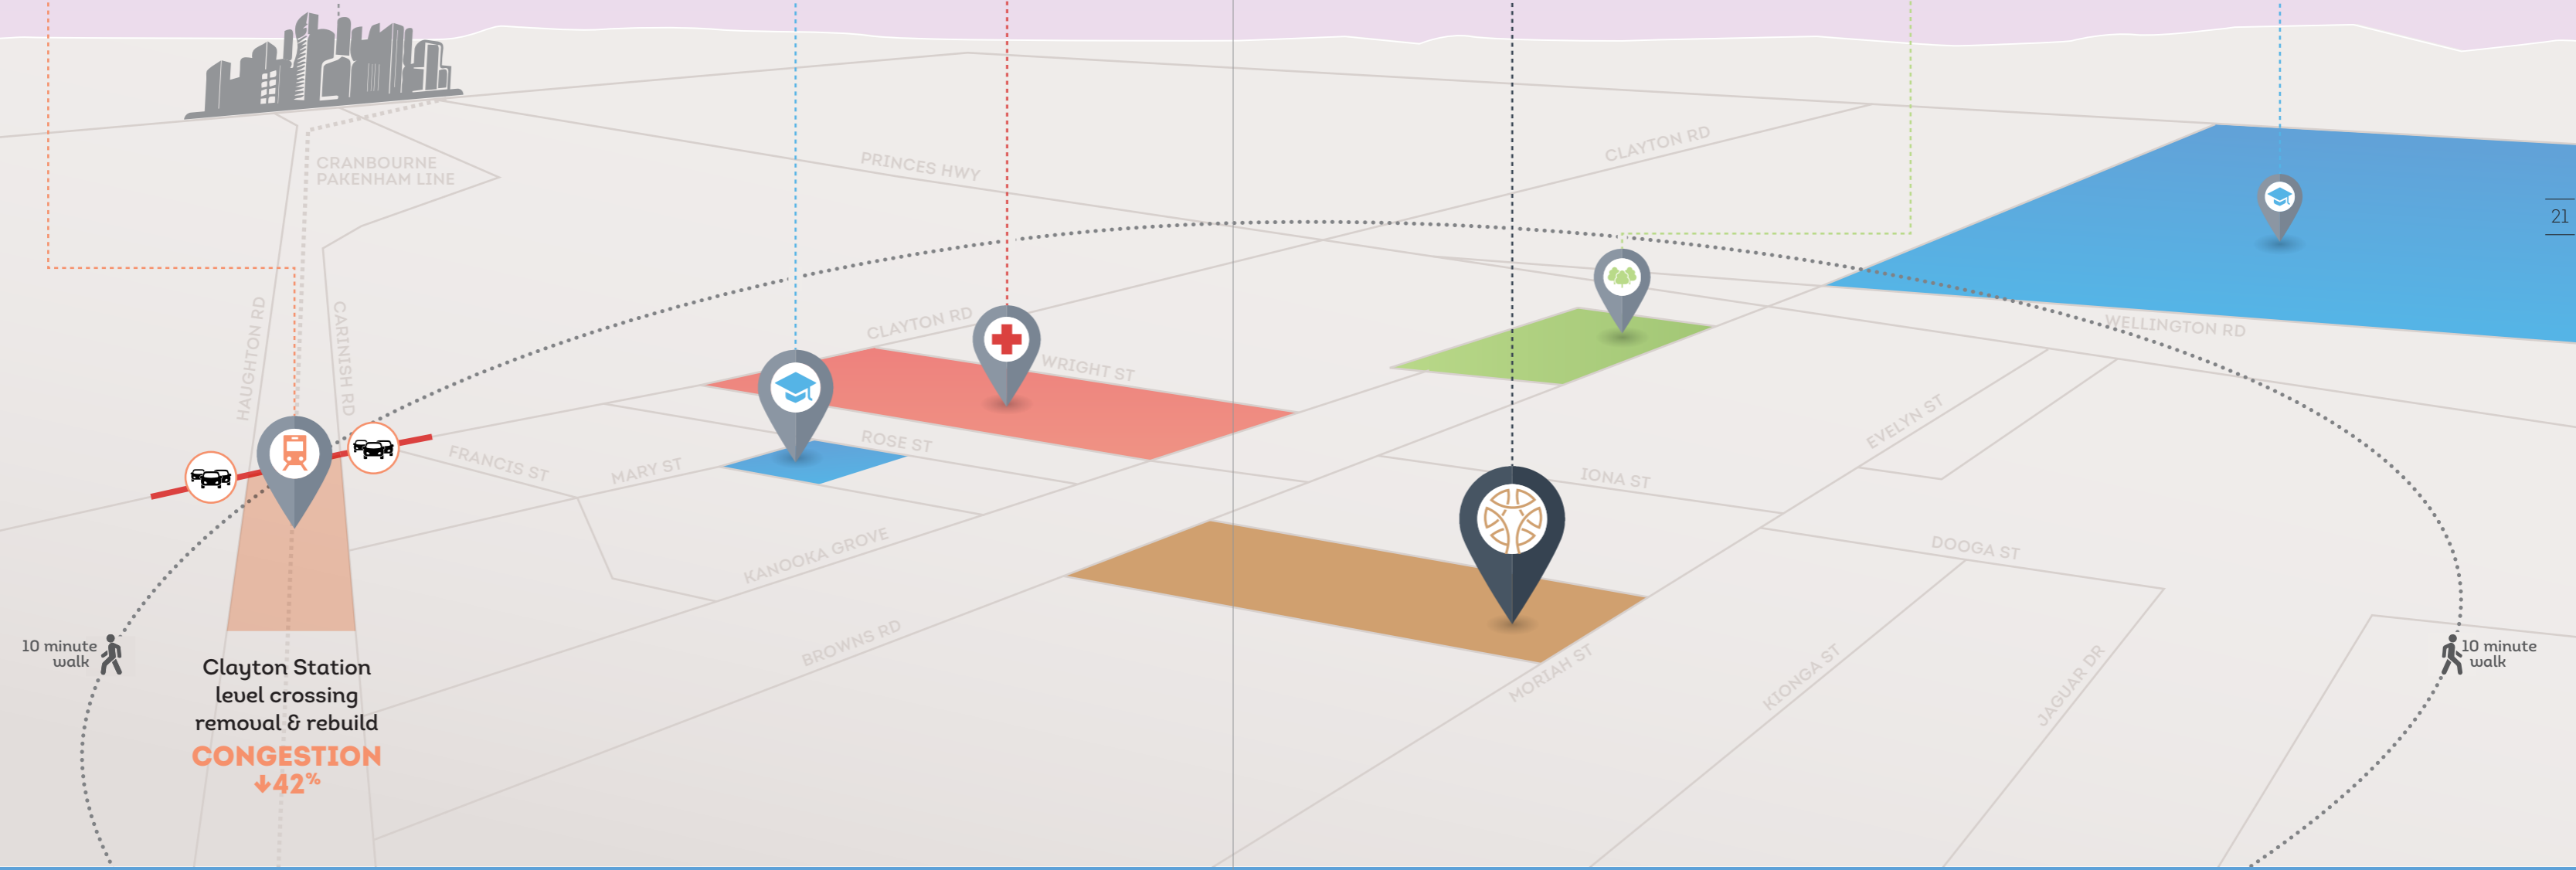 CRANBOURNE
PAKENHAM LINE
PRINCES HWY
CLAYTON RD
21
HAUGHTON RD
CARINISH RD
CLAYTON RD
WRIGHT ST
WELLINGTON RD
FRANCIS ST
MARY ST
ROSE ST
EVELYN ST
IONA ST
KANOOKA GROVE
DOOGA ST
BROWNS RD
MORIAH ST
KIONGA ST
JAGUAR DR
10 minute
walk
10 minute
walk
Clayton Station
level crossing
removal & rebuild
CONGESTION
↓42%